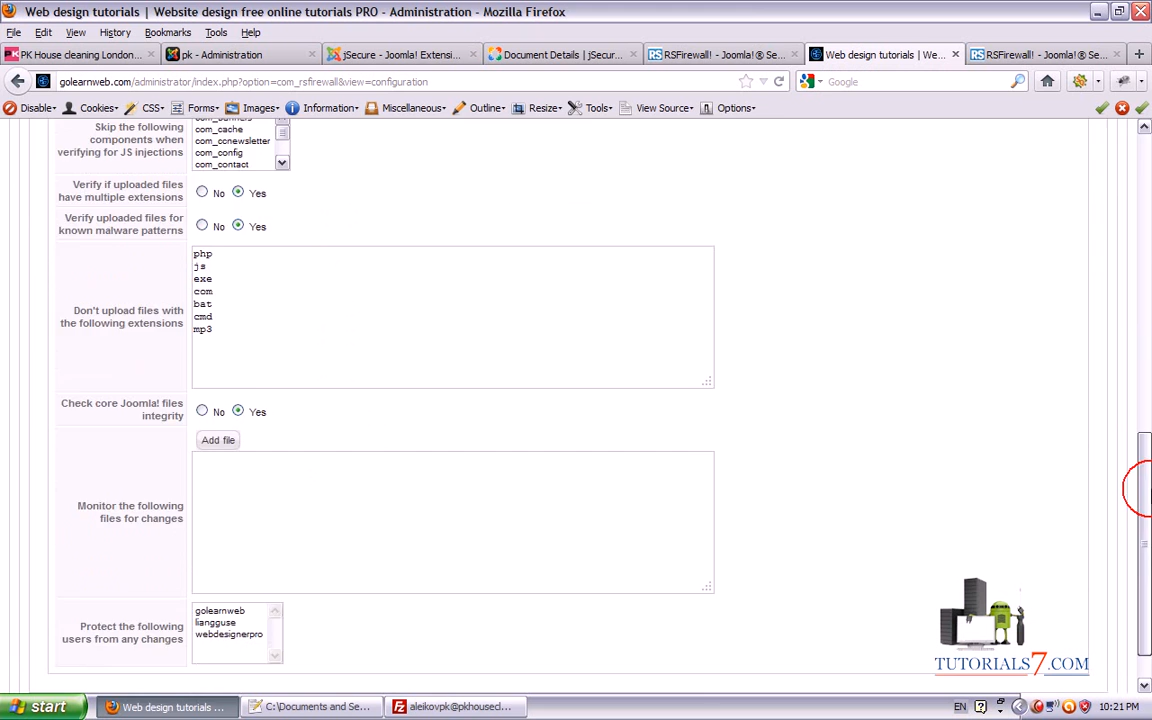 Web design tutorials | Website design free online tutorials PRO - Administration - Mozilla Firefox
File Edit View History Bookmarks Tools Help
PK House cleaning London... pk - Administration jSecure - Joomla! Extensi... Document Details | jSecur... RSFirewall! - Joomla!® Se... Web design tutorials | We... RSFirewall! - Joomla!® Se...
golearnweb.com/administrator/index.php?option=com_rsfirewall&view=configuration Google
Disable Cookies CSS Forms Images Information Miscellaneous Outline Resize Tools View Source Options
Skip the following
components when
verifying for JS injections
com_cache
com_ccnewsletter
com_config
com_contact
Verify if uploaded files
have multiple extensions
No Yes
Verify uploaded files for
known malware patterns
No Yes
Don't upload files with
the following extensions
php
js
exe
com
bat
cmd
mp3
Check core Joomla! files
integrity
No Yes
Add file
Monitor the following
files for changes
Protect the following
users from any changes
golearnweb
liangguse
webdesignerpro
TUTORIALS7.COM
start Web design tutorials ... C:\Documents and Se... aleikovpk@pkhousecl... EN 10:21 PM